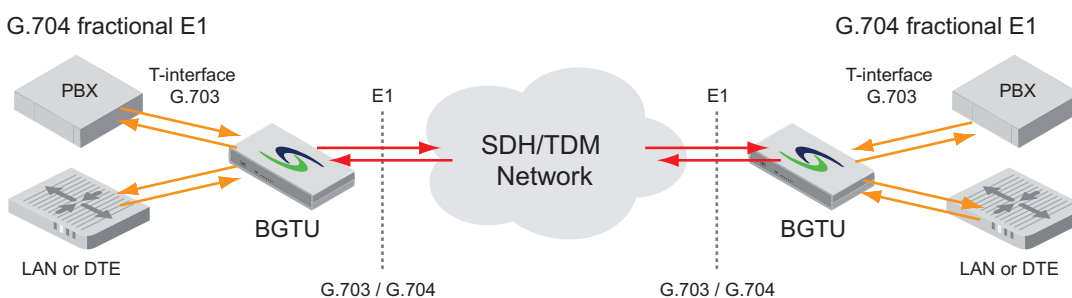 G.704 fractional E1
G.704 fractional E1
PBX
T-interface
G.703
E1
SDH/TDM
Network
E1
T-interface
G.703
PBX
BGTU
BGTU
LAN or DTE
LAN or DTE
G.703 / G.704
G.703 / G.704